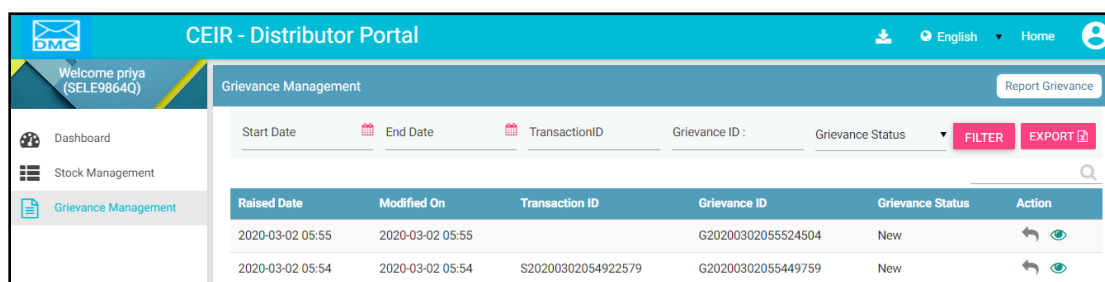 DMC
CEIR - Distributor Portal
English
Home
Welcome priya
(SELE9864Q)
Grievance Management
Report Grievance
Dashboard
Stock Management
Grievance Management
Start Date
End Date
TransactionID
Grievance ID :
Grievance Status
FILTER
EXPORT
Raised Date Modified On Transaction ID Grievance ID Grievance Status Action
2020-03-02 05:55 2020-03-02 05:55 G20200302055524504 New
2020-03-02 05:54 2020-03-02 05:54 S20200302054922579 G20200302055449759 New